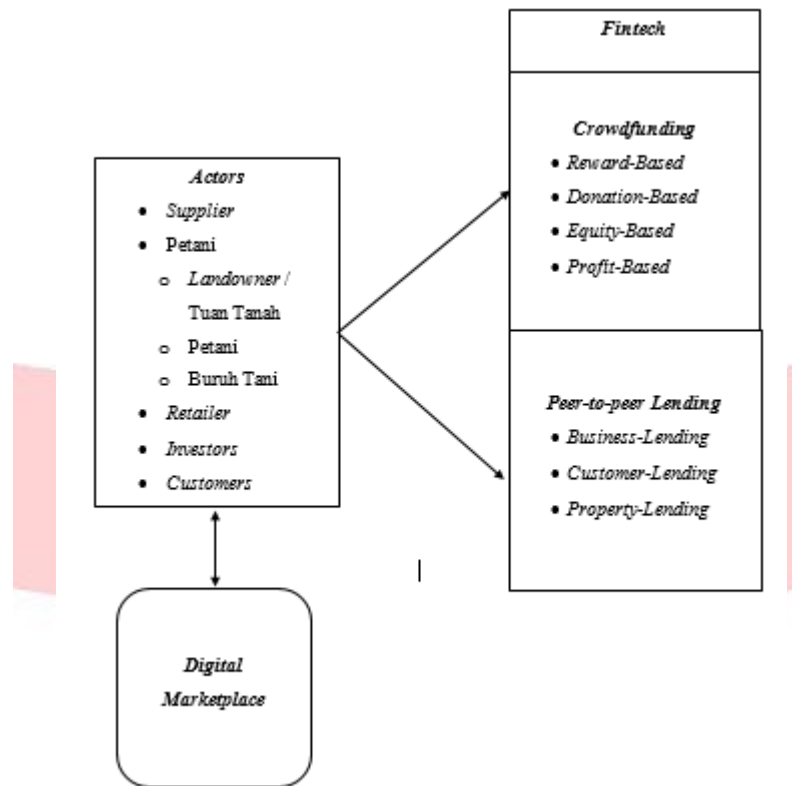 Fintech
Crowdfunding
• Reward-Based
• Donation-Based
• Equity-Based
• Profit-Based
Peer-to-peer Lending
• Business-Lending
• Customer-Lending
• Property-Lending
Actors
• Supplier
• Petani
o Landowner /
Tuan Tanah
o Petani
o Buruh Tani
• Retailer
• Investors
• Customers
Digital
Marketplace